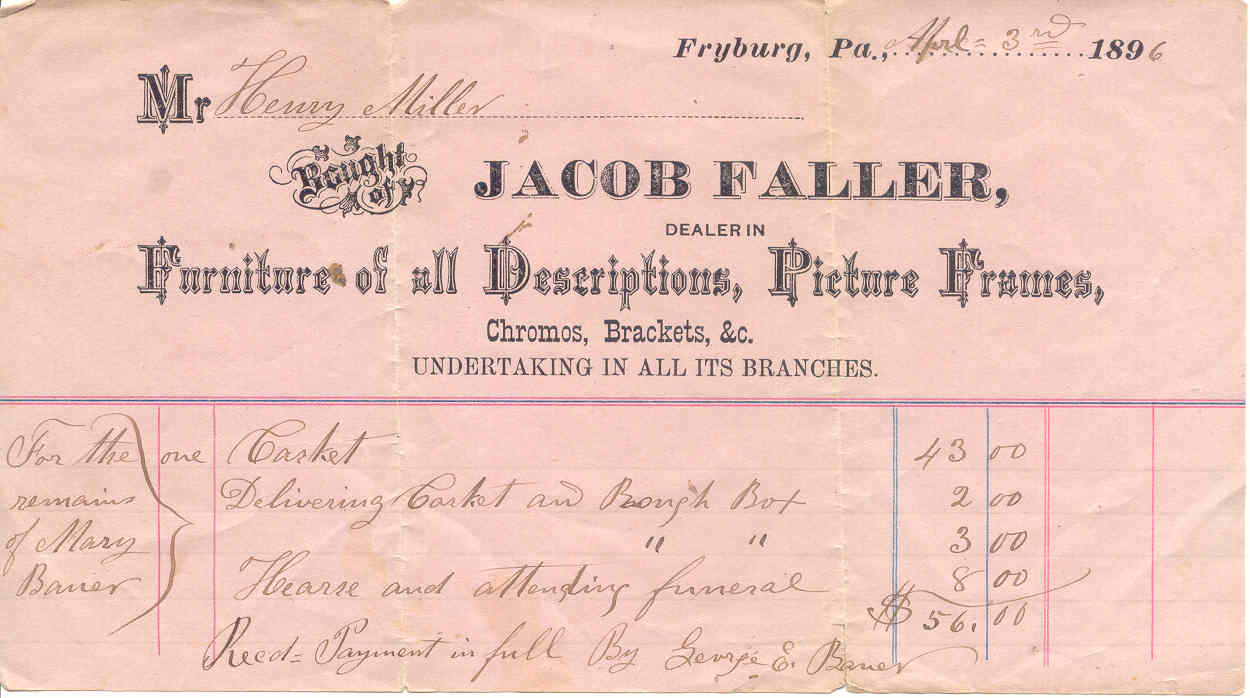 Fryburg, Pa., April 3rd 1896
Mr Henry Miller
Bought of JACOB FALLER,
DEALER IN
Furniture of all Descriptions, Picture Frames,
Chromos, Brackets, &c.
UNDERTAKING IN ALL ITS BRANCHES.
For the one Casket 43 00
remains Delivering Casket and Rough Box 2 00
of Mary " " 3 00
Bauer Hearse and attending funeral 8 00
$ 56.00
Recd= Payment in full By George E. Bauer